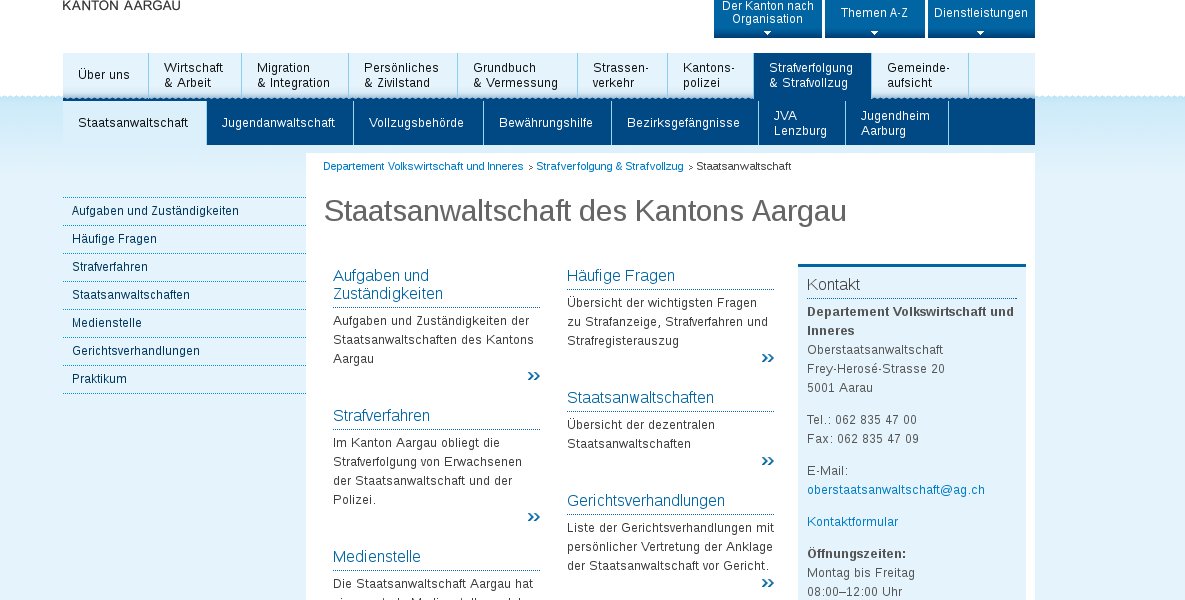 KANTON AARGAU
Der Kanton nach
Organisation
Themen A-Z
Dienstleistungen
Über uns
Wirtschaft
& Arbeit
Migration
& Integration
Persönliches
& Zivilstand
Grundbuch
& Vermessung
Strassen-
verkehr
Kantons-
polizei
Strafverfolgung
& Strafvollzug
Gemeinde-
aufsicht
Staatsanwaltschaft
Jugendanwaltschaft
Vollzugsbehörde
Bewährungshilfe
Bezirksgefängnisse
JVA
Lenzburg
Jugendheim
Aarburg
Departement Volkswirtschaft und Inneres > Strafverfolgung & Strafvollzug > Staatsanwaltschaft
Aufgaben und Zuständigkeiten
Häufige Fragen
Strafverfahren
Staatsanwaltschaften
Medienstelle
Gerichtsverhandlungen
Praktikum
Staatsanwaltschaft des Kantons Aargau
Aufgaben und
Zuständigkeiten
Aufgaben und Zuständigkeiten der
Staatsanwaltschaften des Kantons
Aargau
Strafverfahren
Im Kanton Aargau obliegt die
Strafverfolgung von Erwachsenen
der Staatsanwaltschaft und der
Polizei.
Medienstelle
Die Staatsanwaltschaft Aargau hat
Häufige Fragen
Übersicht der wichtigsten Fragen
zu Strafanzeige, Strafverfahren und
Strafregisterauszug
Staatsanwaltschaften
Übersicht der dezentralen
Staatsanwaltschaften
Gerichtsverhandlungen
Liste der Gerichtsverhandlungen mit
persönlicher Vertretung der Anklage
der Staatsanwaltschaft vor Gericht.
Kontakt
Departement Volkswirtschaft und
Inneres
Oberstaatsanwaltschaft
Frey-Herosé-Strasse 20
5001 Aarau
Tel.: 062 835 47 00
Fax: 062 835 47 09
E-Mail:
oberstaatsanwaltschaft@ag.ch
Kontaktformular
Öffnungszeiten:
Montag bis Freitag
08:00–12:00 Uhr